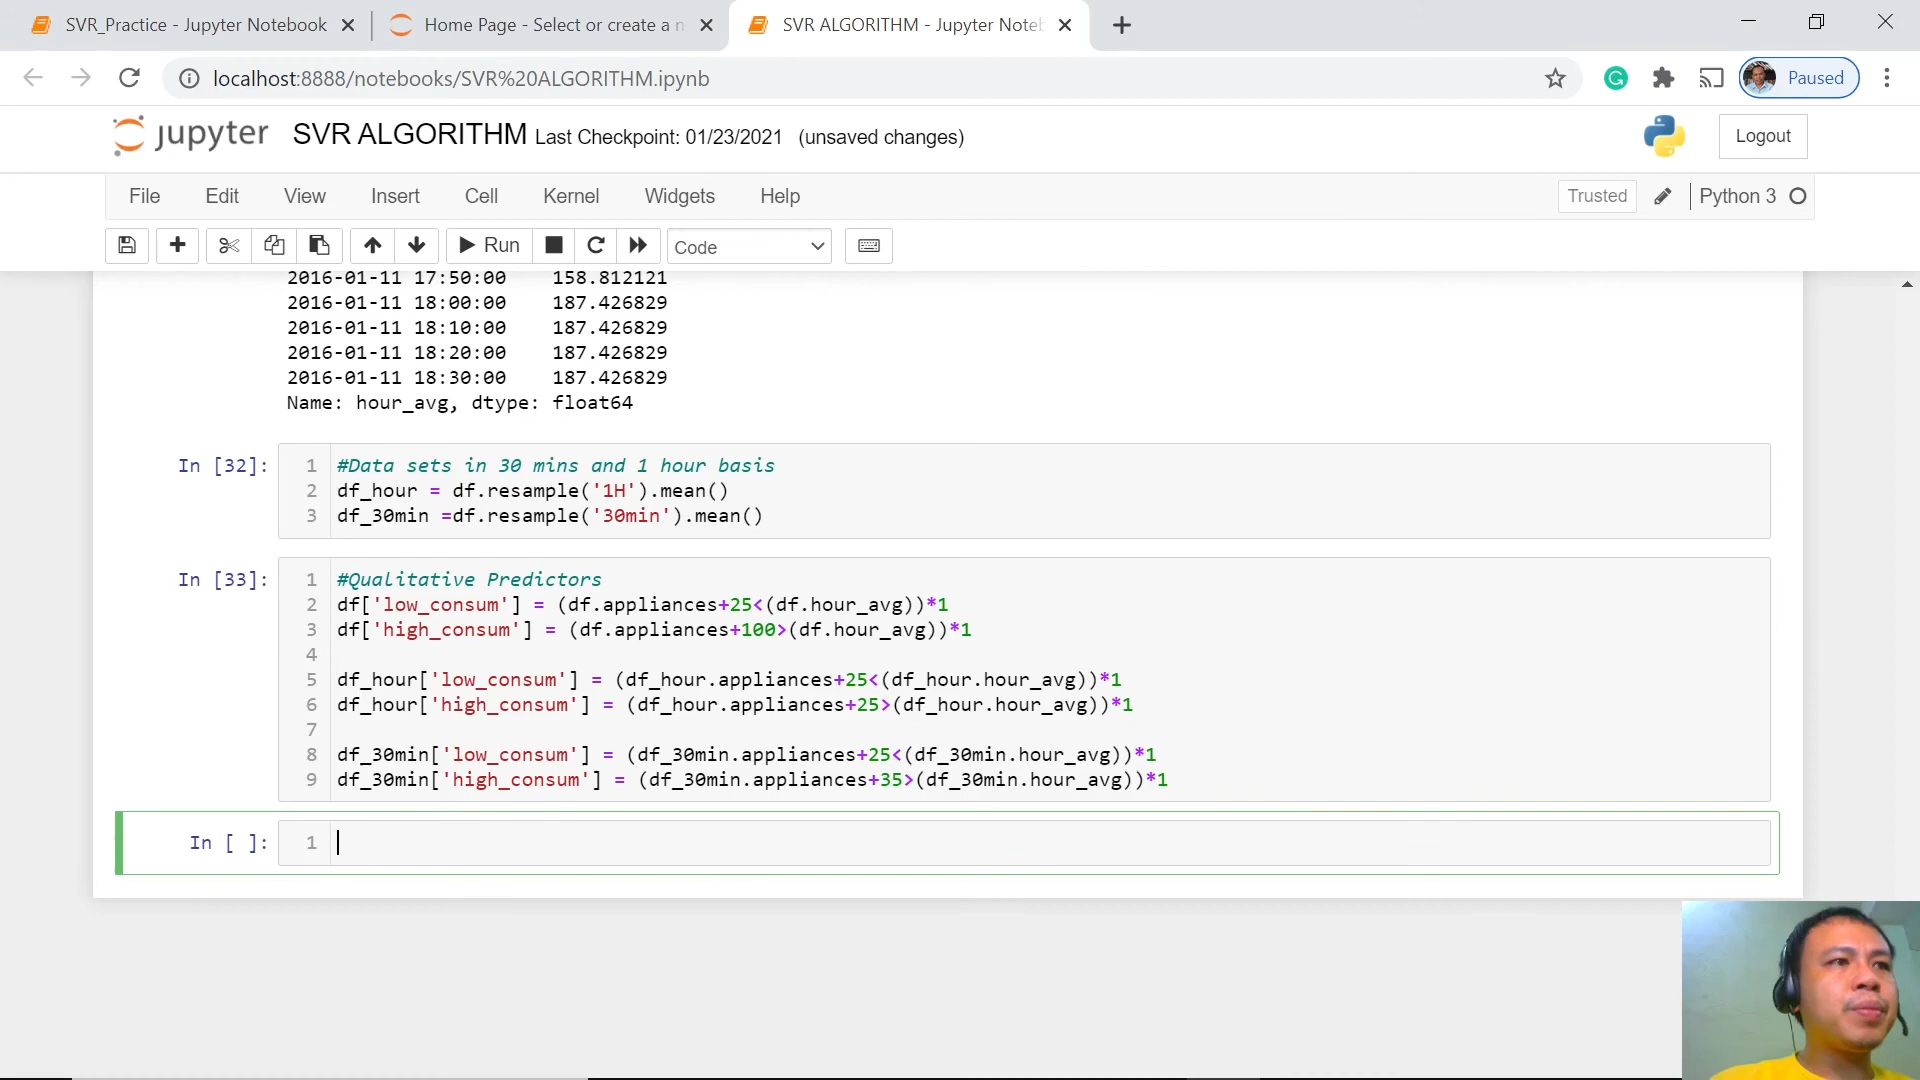 SVR_Practice - Jupyter Notebook
Home Page - Select or create a n
SVR ALGORITHM - Jupyter Noteb
localhost:8888/notebooks/SVR%20ALGORITHM.ipynb
Paused
jupyter SVR ALGORITHM Last Checkpoint: 01/23/2021 (unsaved changes)
Logout
File Edit View Insert Cell Kernel Widgets Help
Trusted Python 3
Run Code
2016-01-11 17:50:00 158.812121
2016-01-11 18:00:00 187.426829
2016-01-11 18:10:00 187.426829
2016-01-11 18:20:00 187.426829
2016-01-11 18:30:00 187.426829
Name: hour_avg, dtype: float64
In [32]: 1 #Data sets in 30 mins and 1 hour basis
2 df_hour = df.resample('1H').mean()
3 df_30min =df.resample('30min').mean()
In [33]: 1 #Qualitative Predictors
2 df['low_consum'] = (df.appliances+25<(df.hour_avg))*1
3 df['high_consum'] = (df.appliances+100>(df.hour_avg))*1
4
5 df_hour['low_consum'] = (df_hour.appliances+25<(df_hour.hour_avg))*1
6 df_hour['high_consum'] = (df_hour.appliances+25>(df_hour.hour_avg))*1
7
8 df_30min['low_consum'] = (df_30min.appliances+25<(df_30min.hour_avg))*1
9 df_30min['high_consum'] = (df_30min.appliances+35>(df_30min.hour_avg))*1
In [ ]: 1